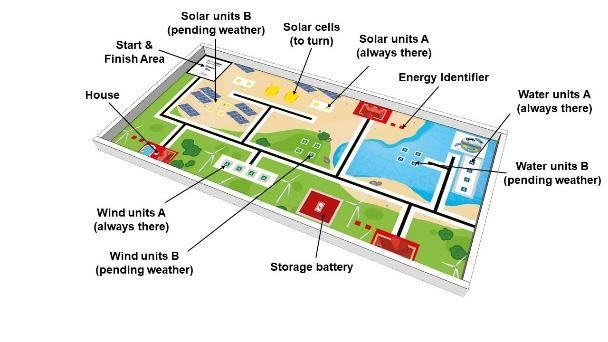 Solar units B
(pending weather)
Solar cells
(to turn)
Solar units A
(always there)
Start &
Finish Area
Energy Identifier
House
Water units A
(always there)
Water units B
(pending weather)
Wind units A
(always there)
Wind units B
(pending weather)
Storage battery